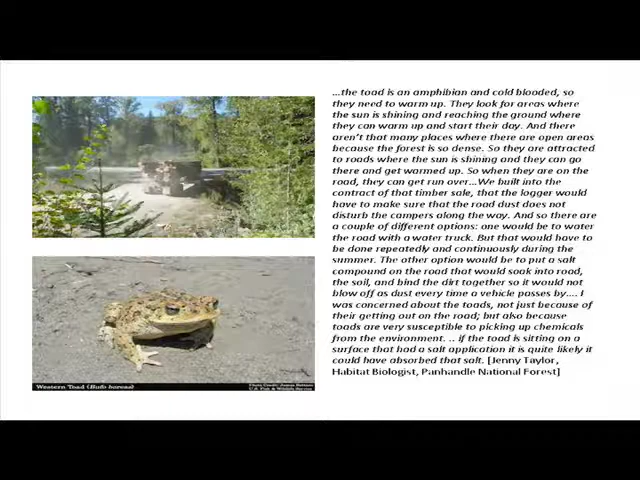 ...the toad is an amphibian and cold blooded, so
they need to warm up. They look for areas where
the sun is shining and reaching the ground where
they can warm up and start their day. And there
aren't that many places where there are open areas
because the forest is so dense. So they are attracted
to roads where the sun is shining and they can go
there and get warmed up. So when they are on the
road, they can get run over...We built into the
contract of that timber sale, that the logger would
have to make sure that the road dust does not
disturb the campers along the way. And so there are
a couple of different options: one would be to water
the road with a water truck. But that would have to
be done repeatedly and continuously during the
summer. The other option would be to put a salt
compound on the road that would soak into road,
the soil, and bind the dirt together so it would not
blow off as dust every time a vehicle passes by.... I
was concerned about the toads, not just because of
their getting out on the road; but also because
toads are very susceptible to picking up chemicals
from the environment. .. if the toad is sitting on a
surface that had a salt application it is quite likely it
could have absorbed that salt. [Jenny Taylor,
Habitat Biologist, Panhandle National Forest]
Western Toad (Bufo boreas)
Photo Credit: James Bettaso
U.S. Fish & Wildlife Service